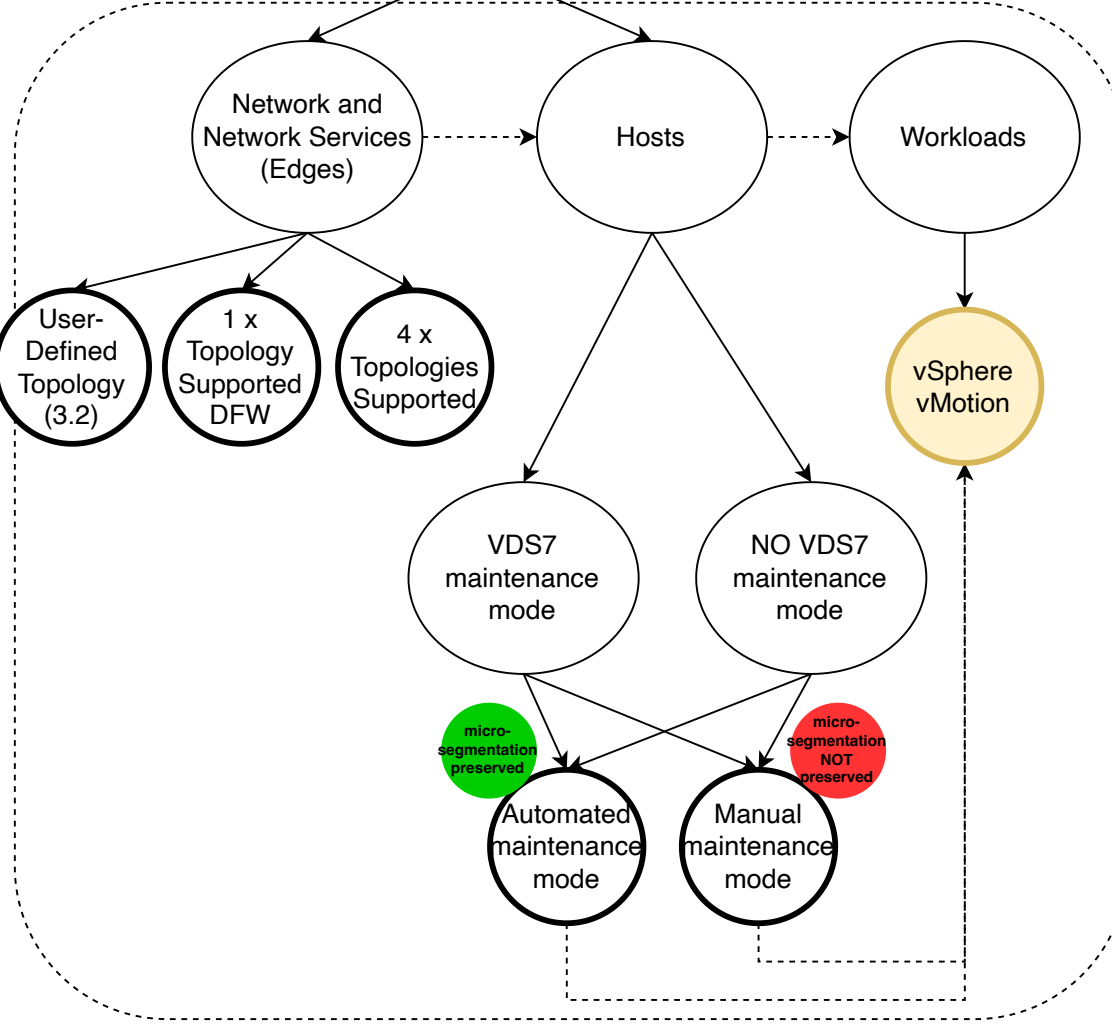 Network and
Network Services
(Edges)
Hosts
Workloads
User-
Defined
Topology
(3.2)
1 x
Topology
Supported
DFW
4 x
Topologies
Supported
vSphere
vMotion
VDS7
maintenance
mode
NO VDS7
maintenance
mode
micro-
segmentation
preserved
micro-
segmentation
NOT
preserved
Automated
maintenance
mode
Manual
maintenance
mode